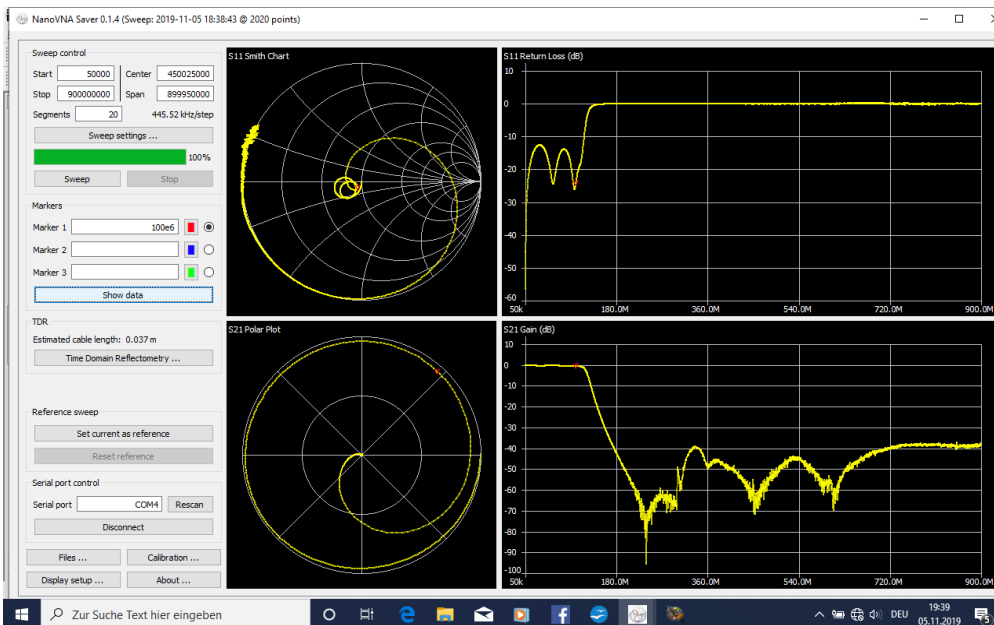 NanoVNA Saver 0.1.4 (Sweep: 2019-11-05 18:38:43 @ 2020 points)
Sweep control
Start 50000 Center 450025000
Stop 900000000 Span 899950000
Segments 20 445.52 kHz/step
Sweep settings ...
100%
Sweep Stop
Markers
Marker 1 100e6
Marker 2
Marker 3
Show data
TDR
Estimated cable length: 0.037 m
Time Domain Reflectometry ...
Reference sweep
Set current as reference
Reset reference
Serial port control
Serial port COM4 Rescan
Disconnect
Files ... Calibration ...
Display setup ... About ...
S11 Smith Chart
S11 Return Loss (dB)
10
0
-10
-20
-30
-40
-50
-60
50k 180.0M 360.0M 540.0M 720.0M 900.0M
S21 Polar Plot
S21 Gain (dB)
10
0
-10
-20
-30
-40
-50
-60
-70
-80
-90
-100
50k 180.0M 360.0M 540.0M 720.0M 900.0M
Zur Suche Text hier eingeben
DEU
19:39
05.11.2019
5